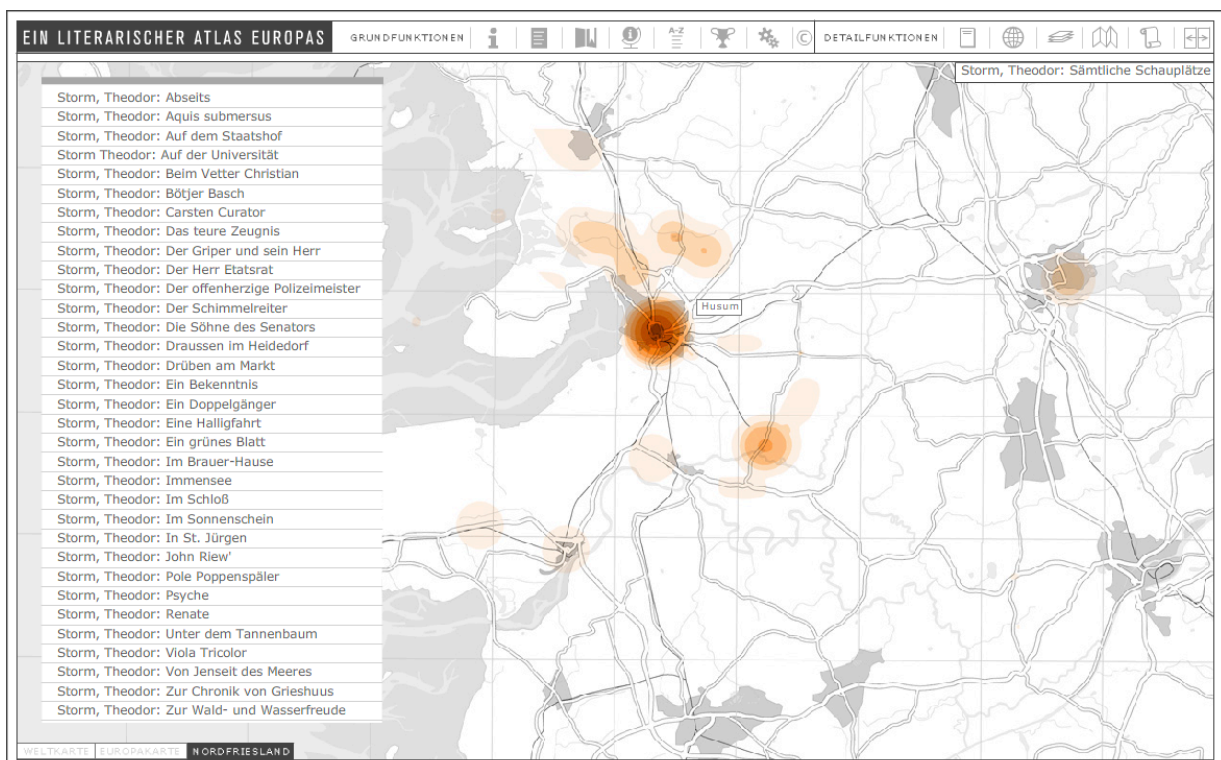 EIN LITERARISCHER ATLAS EUROPAS
GRUNDFUNKTIONEN
A-Z
DETAILFUNKTIONEN
Storm, Theodor: Sämtliche Schauplätze
Storm, Theodor: Abseits
Storm, Theodor: Aquis submersus
Storm, Theodor: Auf dem Staatshof
Storm Theodor: Auf der Universität
Storm, Theodor: Beim Vetter Christian
Storm, Theodor: Bötjer Basch
Storm, Theodor: Carsten Curator
Storm, Theodor: Das teure Zeugnis
Storm, Theodor: Der Griper und sein Herr
Storm, Theodor: Der Herr Etatsrat
Storm, Theodor: Der offenherzige Polizeimeister
Storm, Theodor: Der Schimmelreiter
Storm, Theodor: Die Söhne des Senators
Storm, Theodor: Draussen im Heidedorf
Storm, Theodor: Drüben am Markt
Storm, Theodor: Ein Bekenntnis
Storm, Theodor: Ein Doppelgänger
Storm, Theodor: Eine Halligfahrt
Storm, Theodor: Ein grünes Blatt
Storm, Theodor: Im Brauer-Hause
Storm, Theodor: Immensee
Storm, Theodor: Im Schloß
Storm, Theodor: Im Sonnenschein
Storm, Theodor: In St. Jürgen
Storm, Theodor: John Riew'
Storm, Theodor: Pole Poppenspäler
Storm, Theodor: Psyche
Storm, Theodor: Renate
Storm, Theodor: Unter dem Tannenbaum
Storm, Theodor: Viola Tricolor
Storm, Theodor: Von Jenseit des Meeres
Storm, Theodor: Zur Chronik von Grieshuus
Storm, Theodor: Zur Wald- und Wasserfreude
Husum
WELTKARTE
EUROPAKARTE
NORDFRIESLAND